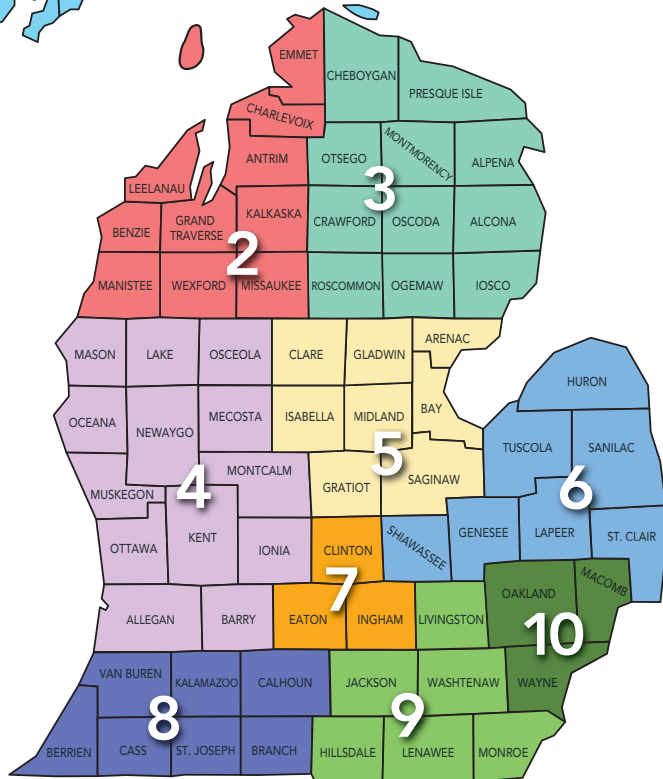 EMMET
CHEBOYGAN
PRESQUE ISLE
CHARLEVOIX
ANTRIM
OTSEGO
MONTMORENCY
ALPENA
3
LEELANAU
BENZIE
GRAND
TRAVERSE
KALKASKA
CRAWFORD
OSCODA
ALCONA
2
MANISTEE
WEXFORD
MISSAUKEE
ROSCOMMON
OGEMAW
IOSCO
MASON
LAKE
OSCEOLA
CLARE
GLADWIN
ARENAC
HURON
OCEANA
NEWAYGO
MECOSTA
ISABELLA
MIDLAND
BAY
TUSCOLA
SANILAC
5
MUSKEGON
4
MONTCALM
GRATIOT
SAGINAW
6
OTTAWA
KENT
IONIA
CLINTON
SHIAWASSEE
GENESEE
LAPEER
ST. CLAIR
7
ALLEGAN
BARRY
EATON
INGHAM
LIVINGSTON
OAKLAND
MACOMB
10
VAN BUREN
KALAMAZOO
CALHOUN
JACKSON
WASHTENAW
WAYNE
8
9
BERRIEN
CASS
ST. JOSEPH
BRANCH
HILLSDALE
LENAWEE
MONROE